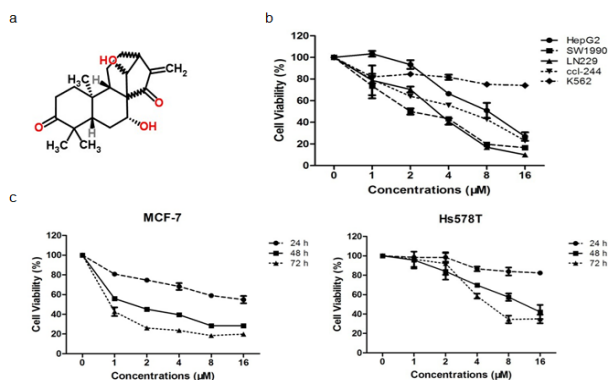 a
HO
CH₃
H
CH₂
O
O
OH
H
H₃C
CH₃
b
Cell Viability (%)
120
100
80
60
40
20
0
0 1 2 4 8 16
Concentrations (μM)
HepG2
SW1990
LN229
ccl-244
K562
c
MCF-7
Cell Viability (%)
120
100
80
60
40
20
0
0 1 2 4 8 16
Concentrations (μM)
24 h
48 h
72 h
Hs578T
Cell Viability (%)
120
100
80
60
40
20
0
0 1 2 4 8 16
Concentrations (μM)
24 h
48 h
72 h